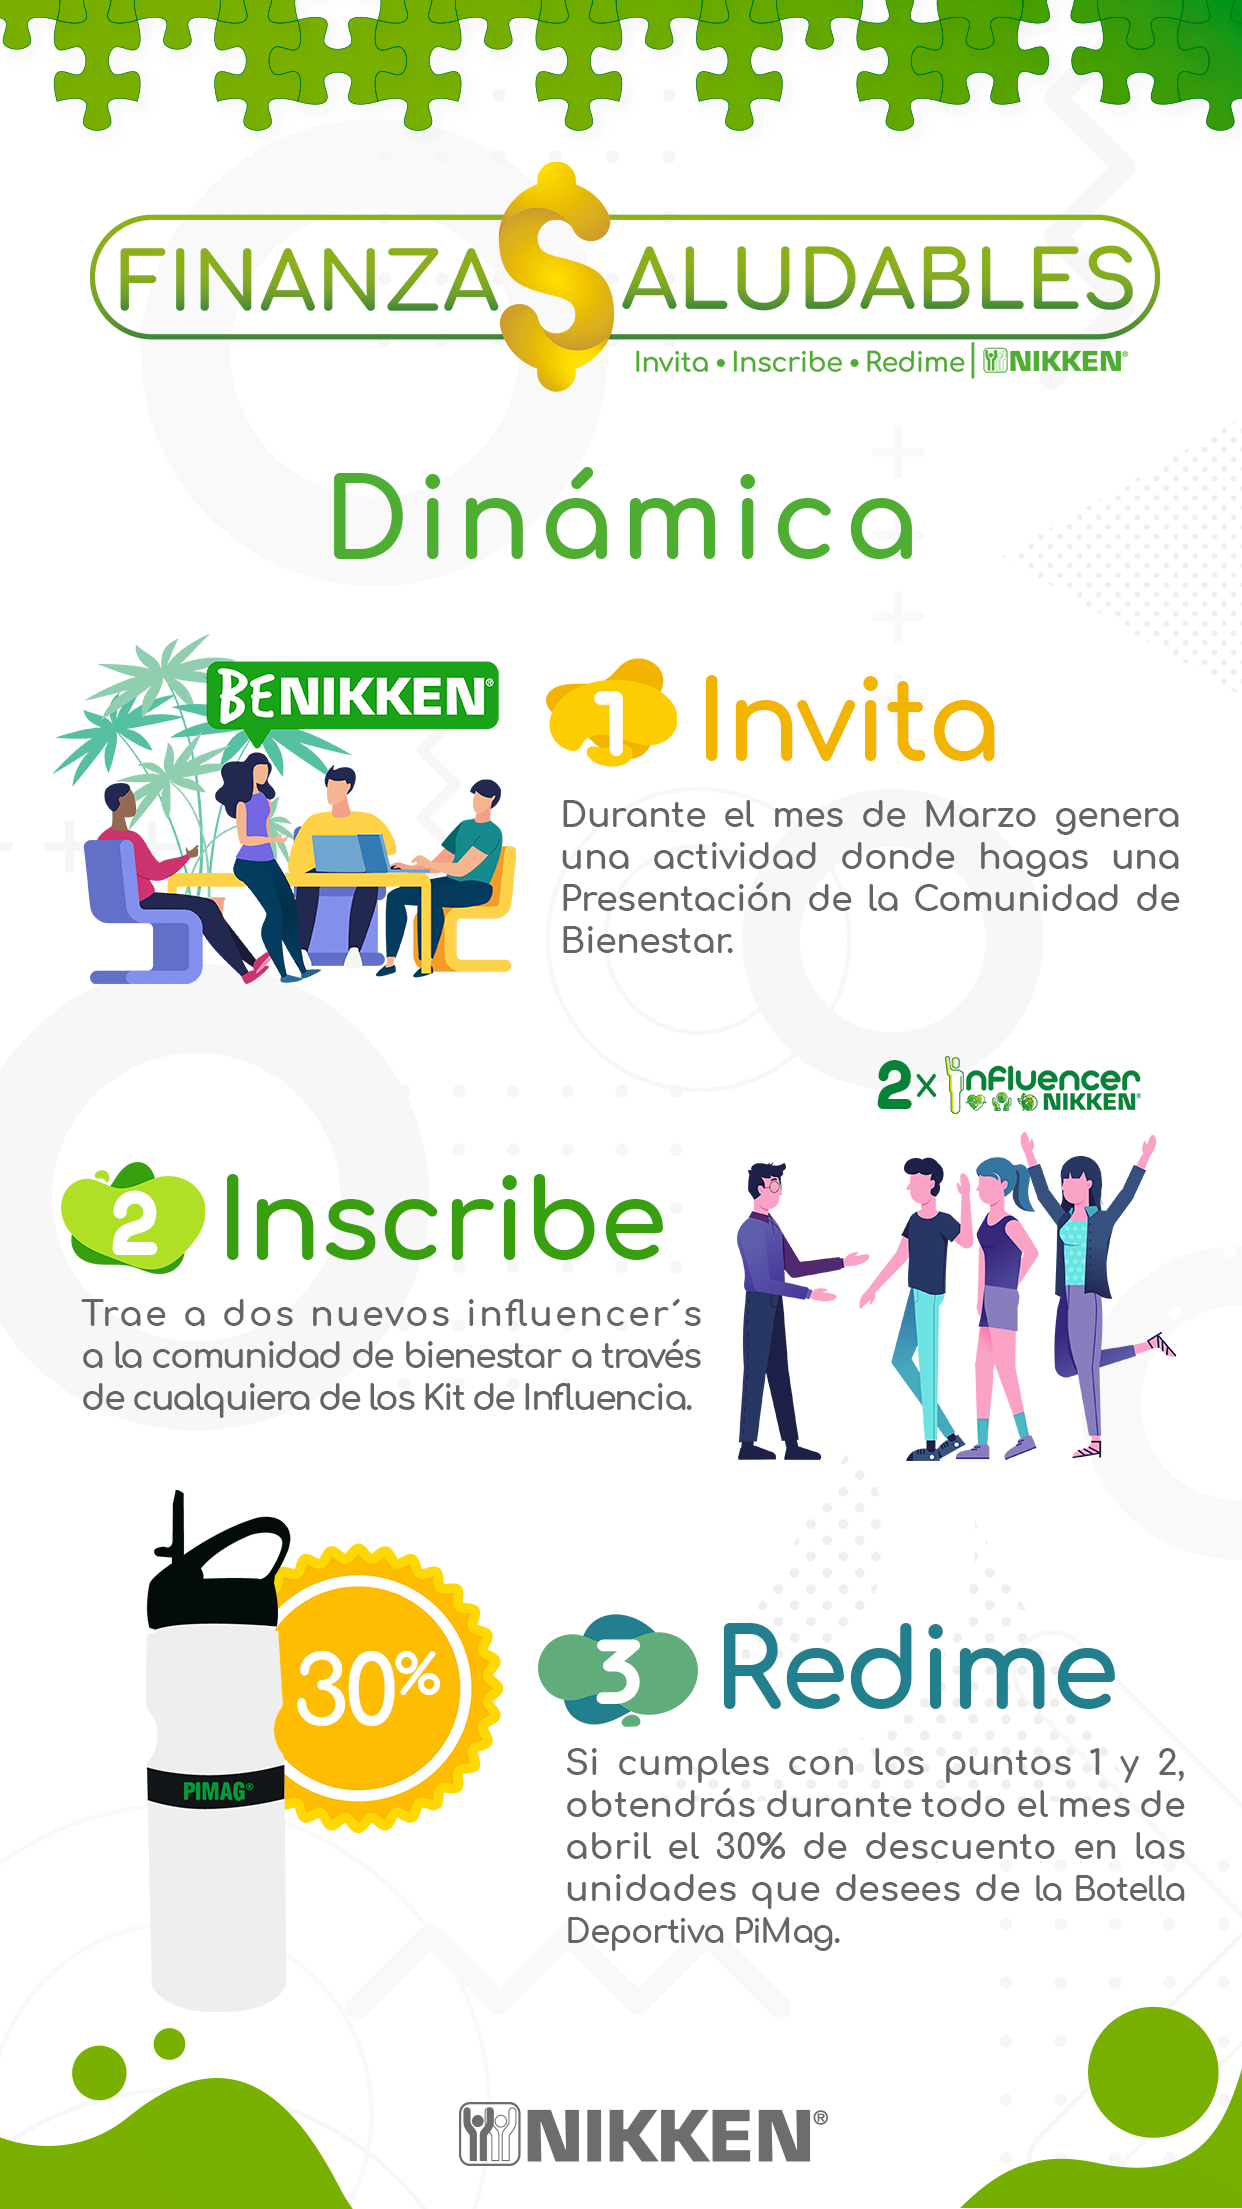 FINANZA$ALUDABLES
Invita • Inscribe • Redime | NIKKEN®
Dinámica
BENIKKEN®
1 Invita
Durante el mes de Marzo genera
una actividad donde hagas una
Presentación de la Comunidad de
Bienestar.
2 x influencer
NIKKEN®
2 Inscribe
Trae a dos nuevos influencer´s
a la comunidad de bienestar a través
de cualquiera de los Kit de Influencia.
30%
PIMAG®
3 Redime
Si cumples con los puntos 1 y 2,
obtendrás durante todo el mes de
abril el 30% de descuento en las
unidades que desees de la Botella
Deportiva PiMag.
NIKKEN®